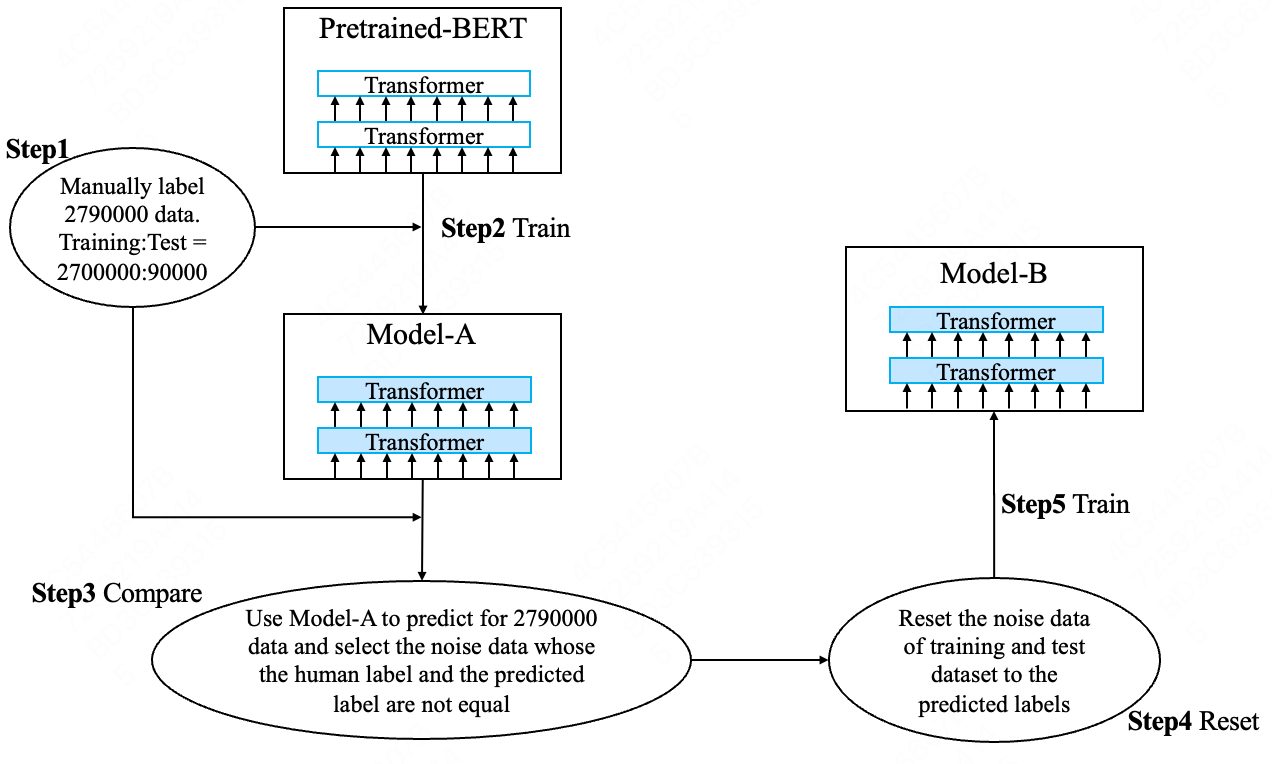 Pretrained-BERT
Transformer
Transformer
Step1
Manually label
2790000 data.
Training:Test =
2700000:90000
Step2 Train
Model-A
Transformer
Transformer
Step3 Compare
Use Model-A to predict for 2790000
data and select the noise data whose
the human label and the predicted
label are not equal
Reset the noise data
of training and test
dataset to the
predicted labels
Step4 Reset
Step5 Train
Model-B
Transformer
Transformer